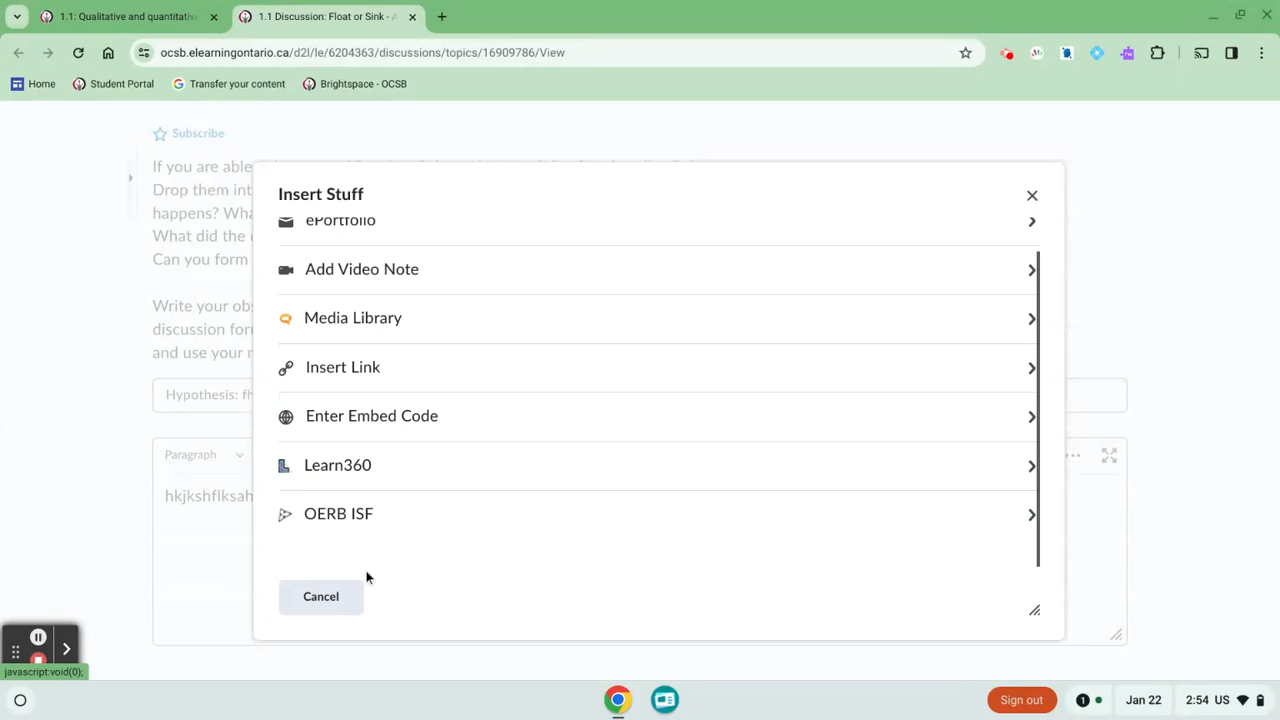 1.1: Qualitative and quantitative
1.1 Discussion: Float or Sink - A
ocsb.elearningontario.ca/d2l/le/6204363/discussions/topics/16909786/View
Home
Student Portal
Transfer your content
Brightspace - OCSB
Subscribe
If you are able
Drop them int
happens? Wha
What did the
Can you form
Write your obs
discussion for
and use your
Insert Stuff
ePortfolio
Add Video Note
Media Library
Insert Link
Enter Embed Code
Learn360
OERB ISF
Cancel
Hypothesis: fh
Paragraph
hkjkshflksah
javascript:void(0);
Sign out
1
Jan 22
2:54 US